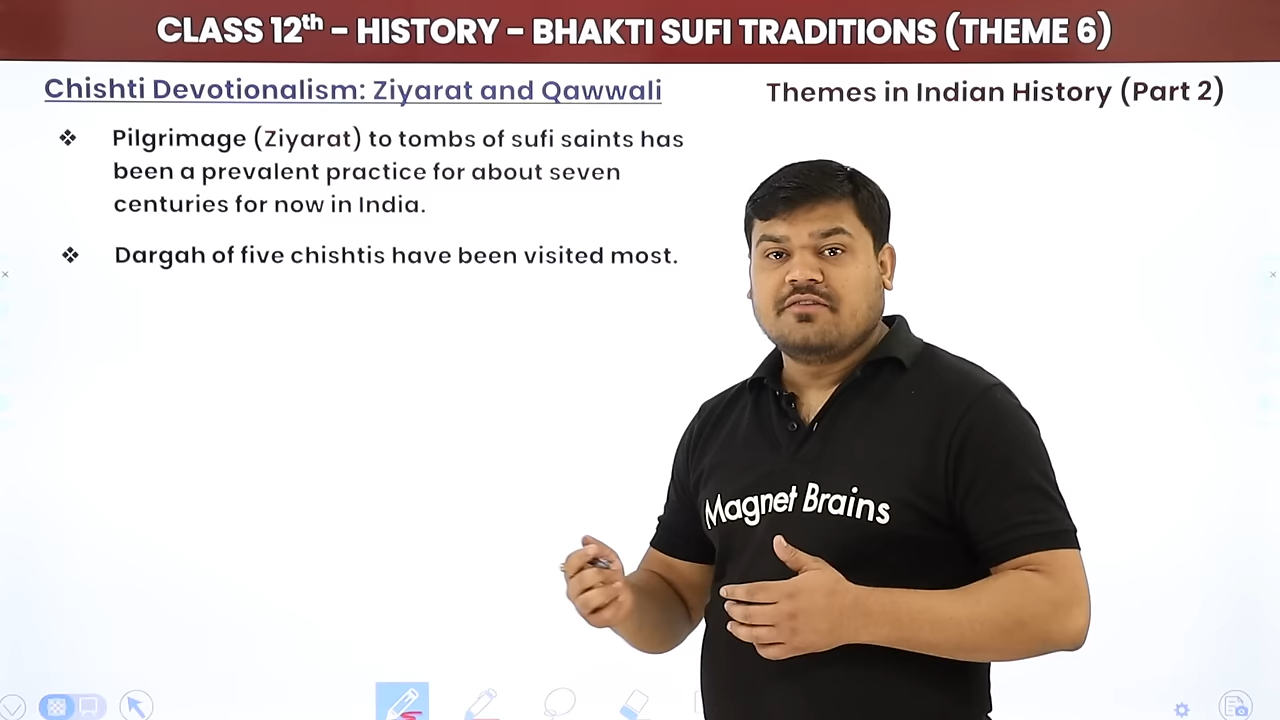 CLASS 12th - HISTORY - BHAKTI SUFI TRADITIONS (THEME 6)
Chishti Devotionalism: Ziyarat and Qawwali
Themes in Indian History (Part 2)
❖ Pilgrimage (Ziyarat) to tombs of sufi saints has
been a prevalent practice for about seven
centuries for now in India.
❖ Dargah of five chishtis have been visited most.
Magnet Brains